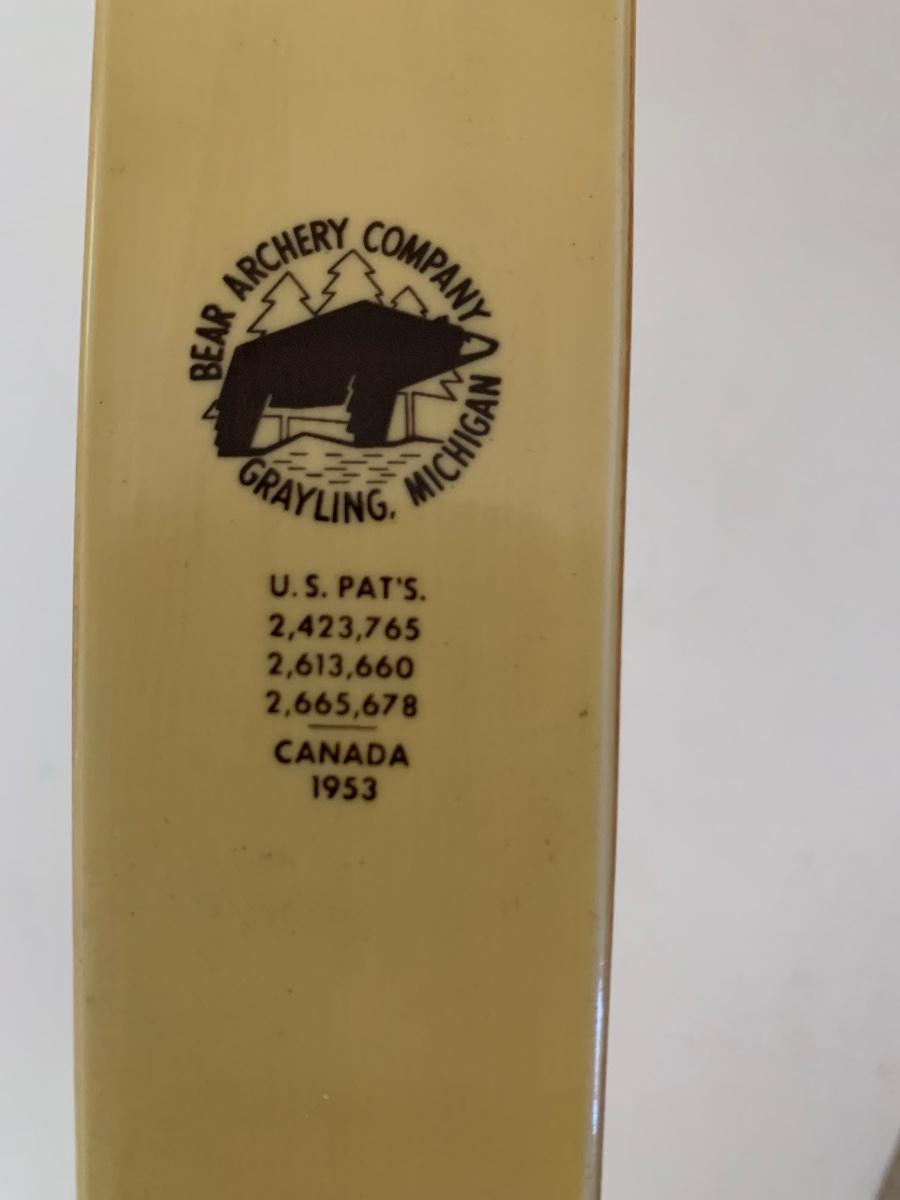 BEAR ARCHERY COMPANY
GRAYLING, MICHIGAN
U.S. PAT'S.
2,423,765
2,613,660
2,665,678
CANADA
1953